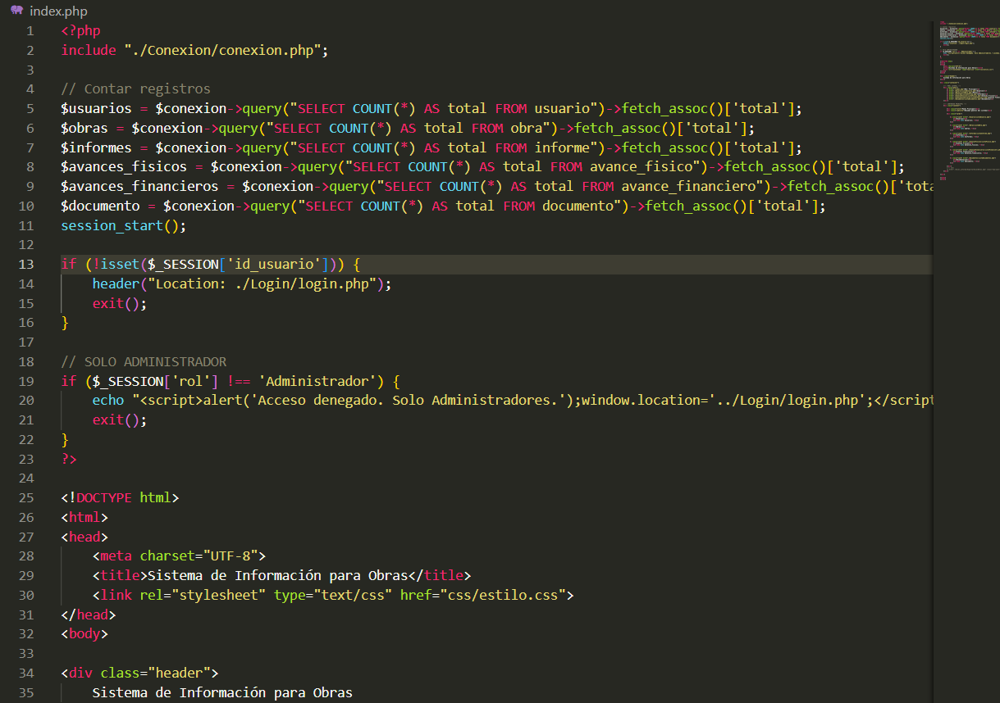 index.php
1 <?php
2 include "./Conexion/conexion.php";
3
4 // Contar registros
5 $usuarios = $conexion->query("SELECT COUNT(*) AS total FROM usuario")->fetch_assoc()['total'];
6 $obras = $conexion->query("SELECT COUNT(*) AS total FROM obra")->fetch_assoc()['total'];
7 $informes = $conexion->query("SELECT COUNT(*) AS total FROM informe")->fetch_assoc()['total'];
8 $avances_fisicos = $conexion->query("SELECT COUNT(*) AS total FROM avance_fisico")->fetch_assoc()['total'];
9 $avances_financieros = $conexion->query("SELECT COUNT(*) AS total FROM avance_financiero")->fetch_assoc()['tota
10 $documento = $conexion->query("SELECT COUNT(*) AS total FROM documento")->fetch_assoc()['total'];
11 session_start();
12
13 if (!isset($_SESSION['id_usuario'])) {
14     header("Location: ./Login/login.php");
15     exit();
16 }
17
18 // SOLO ADMINISTRADOR
19 if ($_SESSION['rol'] !== 'Administrador') {
20     echo "<script>alert('Acceso denegado. Solo Administradores.');window.location='../Login/login.php';</script
21     exit();
22 }
23 ?>
24
25 <!DOCTYPE html>
26 <html>
27 <head>
28     <meta charset="UTF-8">
29     <title>Sistema de Información para Obras</title>
30     <link rel="stylesheet" type="text/css" href="css/estilo.css">
31 </head>
32 <body>
33
34 <div class="header">
35     Sistema de Información para Obras